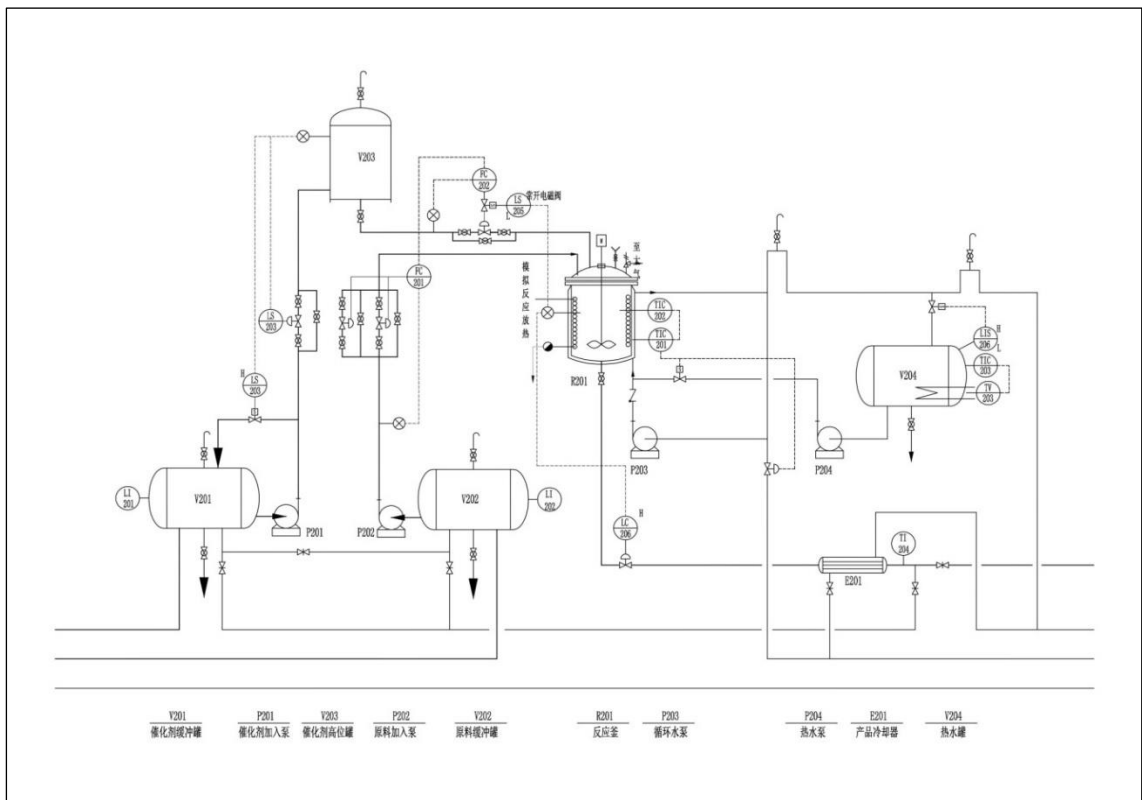 V203
FC
202
LS
205
L
常开电磁阀
M
至大气
模拟反应放热
FC
201
LS
203
TIC
202
TIC
201
H
LS
203
R201
H
LIS
206
L
TIC
203
TV
203
V204
P203
P204
LI
201
V201
P201
P202
V202
LI
202
H
LC
206
TI
204
E201
V201 P201 V203 P202 V202 R201 P203 P204 E201 V204
催化剂缓冲罐 催化剂加入泵 催化剂高位罐 原料加入泵 原料缓冲罐 反应釜 循环水泵 热水泵 产品冷却器 热水罐